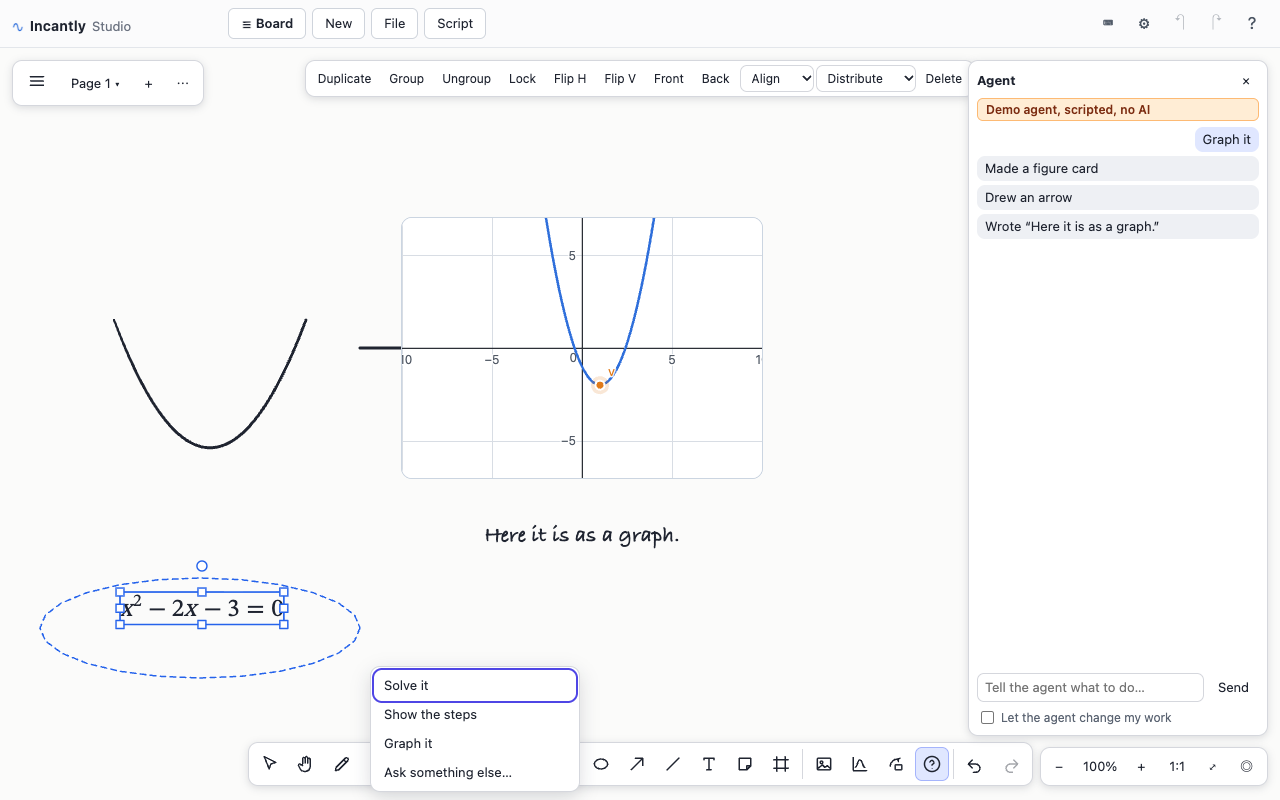 Incantly Studio
≡ Board New File Script ?
Page 1 ▾ + ⋯
Duplicate Group Ungroup Lock Flip H Flip V Front Back Align Distribute Delete
Agent ×
Demo agent, scripted, no AI
Graph it
Made a figure card
Drew an arrow
Wrote “Here it is as a graph.”
5
10 −5 0 5 1
v
−5
Here it is as a graph.
x² − 2x − 3 = 0
Solve it
Show the steps
Graph it
Ask something else…
Tell the agent what to do…
Send
Let the agent change my work
− 100% + 1:1